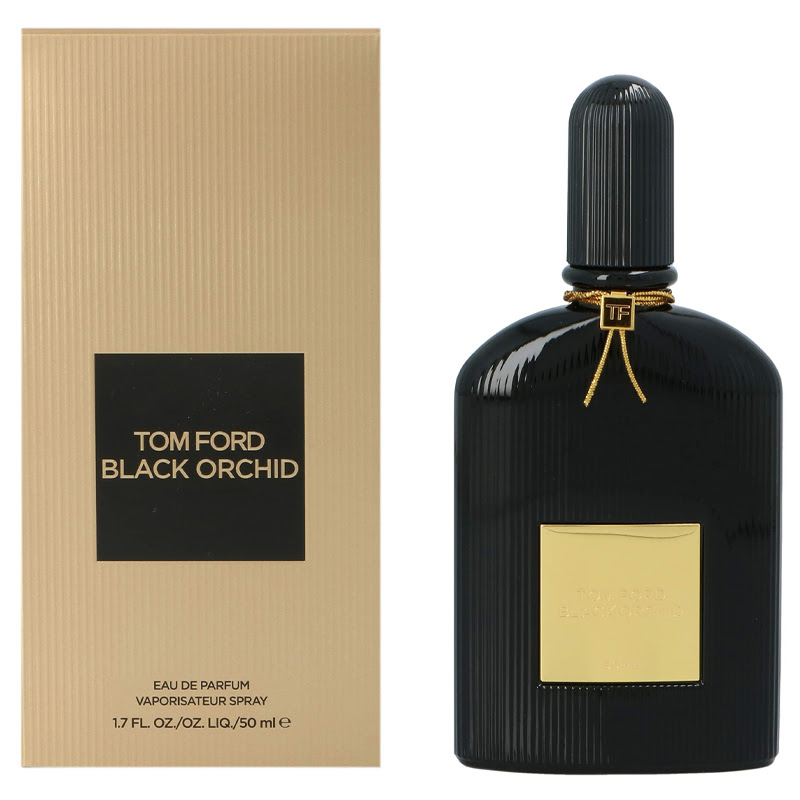 TOM FORD
BLACK ORCHID
EAU DE PARFUM
VAPORISATEUR SPRAY
1.7 FL. OZ./OZ. LIQ./50 ml ℮
TF
TOM FORD
BLACK ORCHID